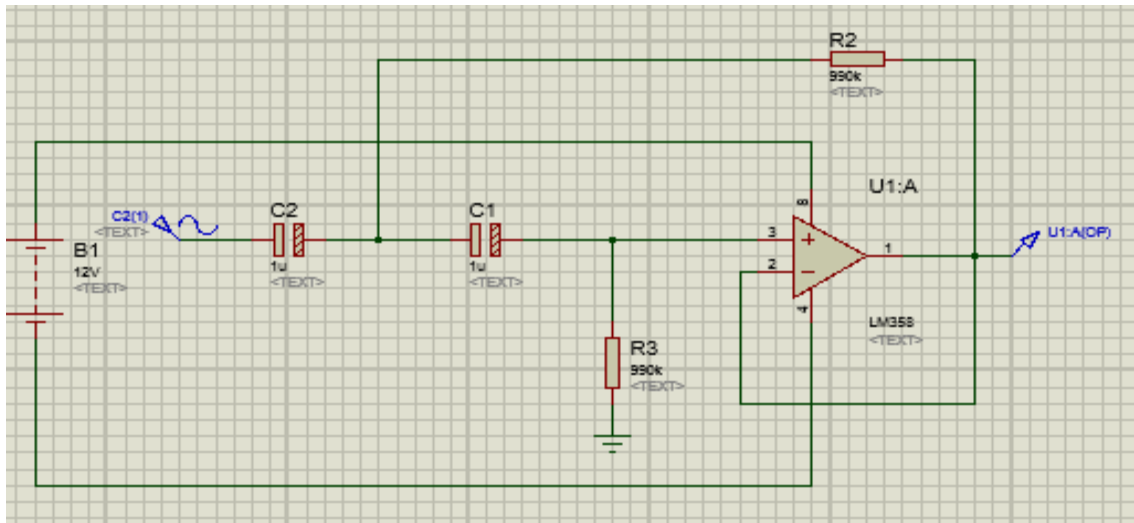 R2
990k
<TEXT>
U1:A
8
C2(1)
<TEXT>
C2
1u
<TEXT>
C1
1u
<TEXT>
3
2
1
4
U1:A(OP)
B1
12V
<TEXT>
LM358
<TEXT>
R3
990k
<TEXT>